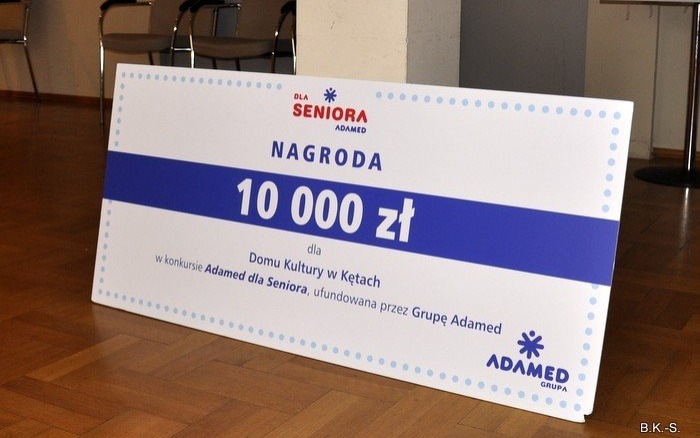 DLA
SENIORA
ADAMED
NAGRODA
10 000 zł
dla
Domu Kultury w Kętach
w konkursie Adamed dla Seniora, ufundowana przez Grupę Adamed
ADAMED
GRUPA
B.K.-S.